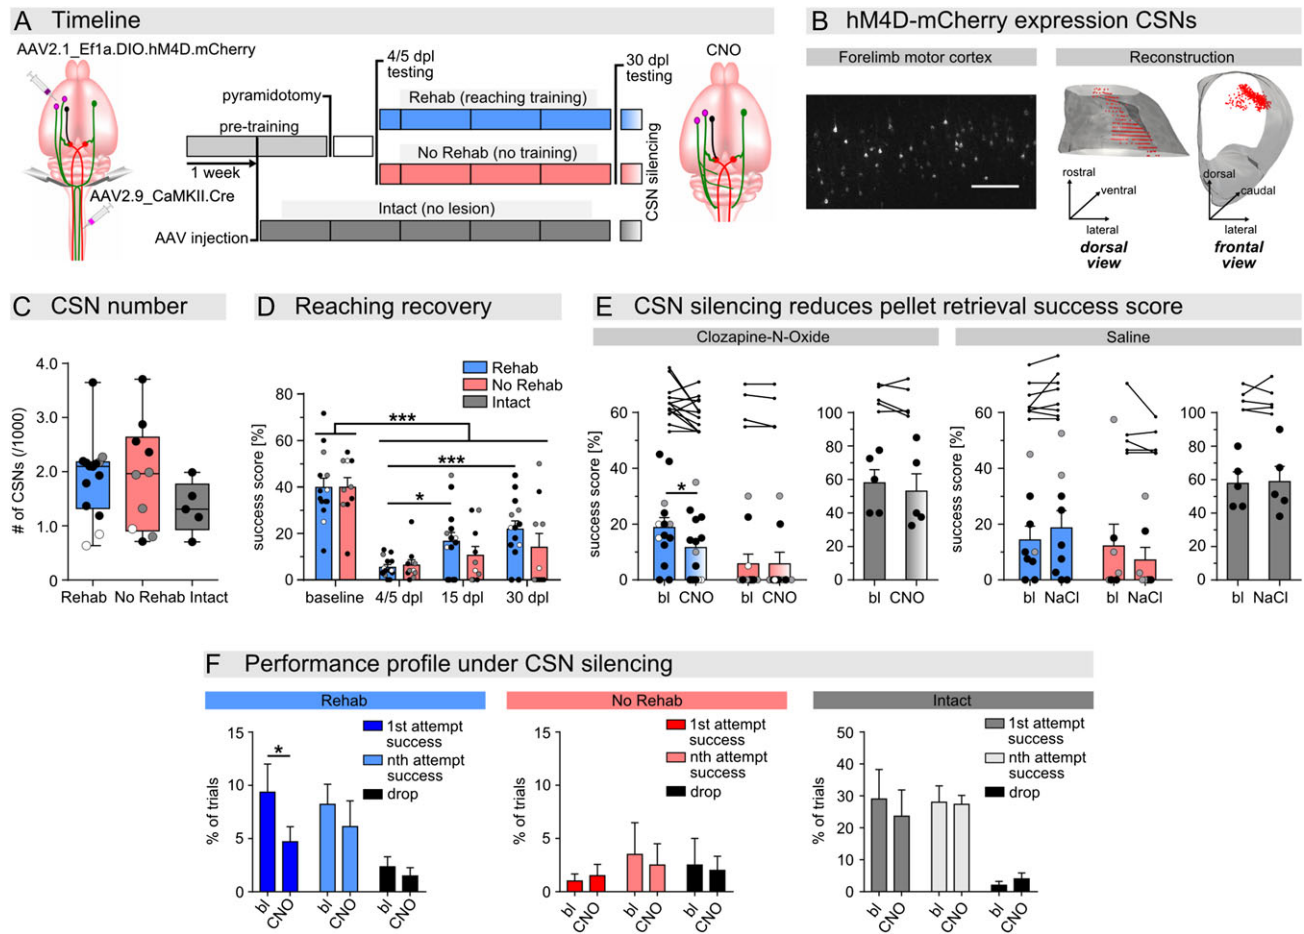 A Timeline
AAV2.1_Ef1a.DIO.hM4D.mCherry
pyramidotomy
pre-training
1 week
AAV2.9_CaMKII.Cre
AAV injection
4/5 dpl
testing
Rehab (reaching training)
No Rehab (no training)
Intact (no lesion)
30 dpl
testing
CSN silencing
CNO
B hM4D-mCherry expression CSNs
Forelimb motor cortex
Reconstruction
rostral
ventral
lateral
dorsal
view
dorsal
caudal
lateral
frontal
view
C CSN number
# of CSNs (/1000)
4.0
3.0
2.0
1.0
0
Rehab No Rehab Intact
D Reaching recovery
Rehab
No Rehab
Intact
success score [%]
80
60
40
20
0
***
***
*
baseline 4/5 dpl 15 dpl 30 dpl
E CSN silencing reduces pellet retrieval success score
Clozapine-N-Oxide
success score [%]
60
40
20
0
*
bl CNO
bl CNO
success score [%]
100
80
60
40
20
0
bl CNO
Saline
success score [%]
60
40
20
0
bl NaCl
bl NaCl
success score [%]
100
80
60
40
20
0
bl NaCl
F Performance profile under CSN silencing
Rehab
% of trials
15
10
5
0
*
1st attempt
success
nth attempt
success
drop
bl CNO
bl CNO
bl CNO
No Rehab
% of trials
15
10
5
0
1st attempt
success
nth attempt
success
drop
bl CNO
bl CNO
bl CNO
Intact
% of trials
50
40
30
20
10
0
1st attempt
success
nth attempt
success
drop
bl CNO
bl CNO
bl CNO